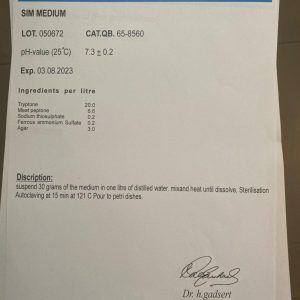 SIM MEDIUM
LOT. 050672 CAT.QB. 65-8560
pH-value (25°C) 7.3 ± 0.2
Exp. 03.08.2023
Ingredients per litre
Tryptone 20.0
Meat peptone 6.6
Sodium thiosulphate 0.2
Ferrous ammonium Sulfate 0.2
Agar 3.0
Discription:
suspend 30 grams of the medium in one litre of distilled water. mixand heat until dissolve, Sterilisation
Autoclaving at 15 min at 121 C Pour to petri dishes.
Dr. h.gadsert